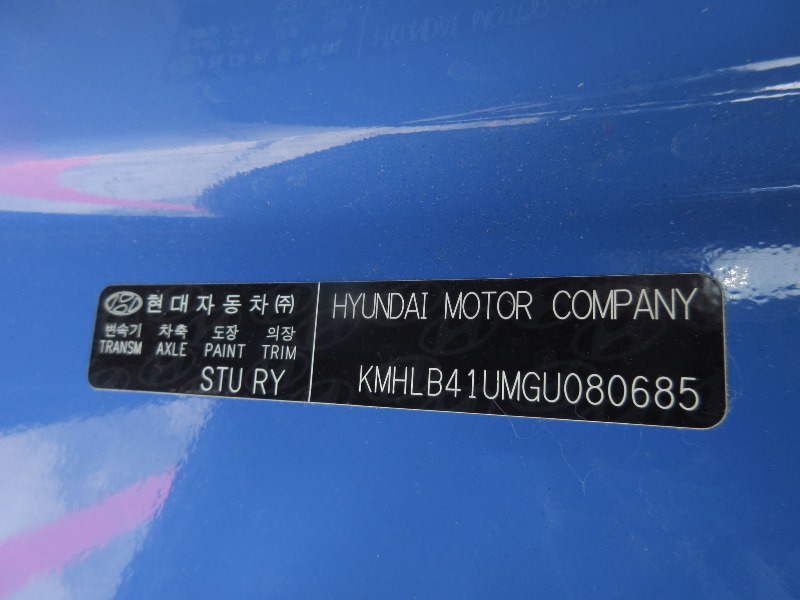 현대자동차㈜
변속기 차축 도장 의장
TRANSM AXLE PAINT TRIM
STU RY
HYUNDAI MOTOR COMPANY
KMHLB41UMGU080685